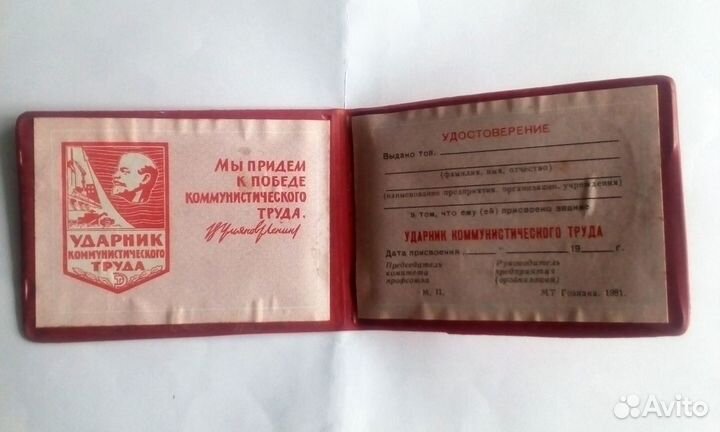 УДАРНИК
КОММУНИСТИЧЕСКОГО
ТРУДА
МЫ ПРИДЕМ
К ПОБЕДЕ
КОММУНИСТИЧЕСКОГО
ТРУДА.
В Ульянов (Ленин)
УДОСТОВЕРЕНИЕ
Выдано тов.
(фамилия, имя, отчество)
(наименование предприятия, организации, учреждения)
в том, что ему (ей) присвоено звание
УДАРНИК КОММУНИСТИЧЕСКОГО ТРУДА
Дата присвоения 19 г.
Председатель комитета профсоюза
Руководитель предприятия (организации)
М. П.
МТ Гознака. 1981.
Avito